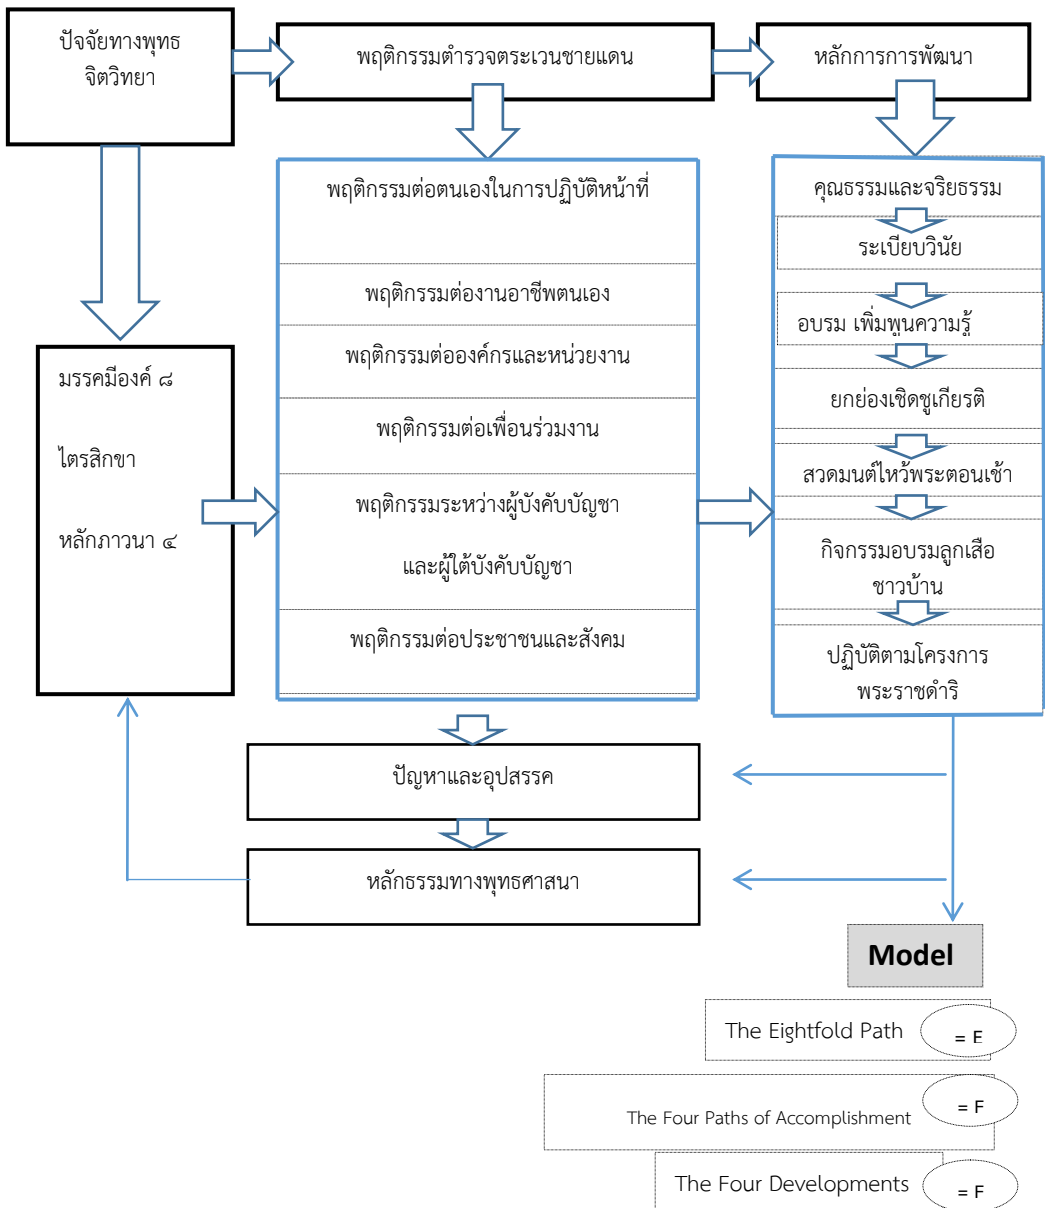 ปัจจัยทางพุทธ
จิตวิทยา
พฤติกรรมตำรวจตระเวนชายแดน
หลักการการพัฒนา
มรรคมีองค์ ๘
ไตรสิกขา
หลักภาวนา ๔
พฤติกรรมต่อตนเองในการปฏิบัติหน้าที่
พฤติกรรมต่องานอาชีพตนเอง
พฤติกรรมต่อองค์กรและหน่วยงาน
พฤติกรรมต่อเพื่อนร่วมงาน
พฤติกรรมระหว่างผู้บังคับบัญชา
และผู้ใต้บังคับบัญชา
พฤติกรรมต่อประชาชนและสังคม
คุณธรรมและจริยธรรม
ระเบียบวินัย
อบรม เพิ่มพูนความรู้
ยกย่องเชิดชูเกียรติ
สวดมนต์ไหว้พระตอนเช้า
กิจกรรมอบรมลูกเสือ
ชาวบ้าน
ปฏิบัติตามโครงการ
พระราชดำริ
ปัญหาและอุปสรรค
หลักธรรมทางพุทธศาสนา
Model
The Eightfold Path = E
The Four Paths of Accomplishment = F
The Four Developments = F